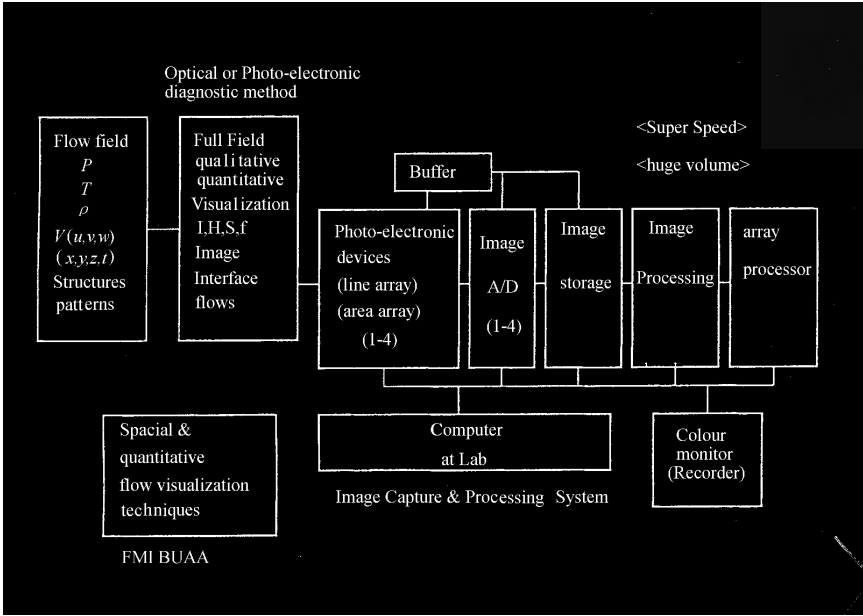 Optical or Photo-electronic
diagnostic method
Flow field
P
T
ρ
V(u,v,w)
(x,y,z,t)
Structures
patterns
Full Field
qualitative
quantitative
Visualization
I,H,S,f
Image
Interface
flows
<Super Speed>
<huge volume>
Buffer
Photo-electronic
devices
(line array)
(area array)
(1-4)
Image
A/D
(1-4)
Image
storage
Image
Processing
array
processor
Spacial &
quantitative
flow visualization
techniques
Computer
at Lab
Colour
monitor
(Recorder)
Image Capture & Processing System
FMI BUAA